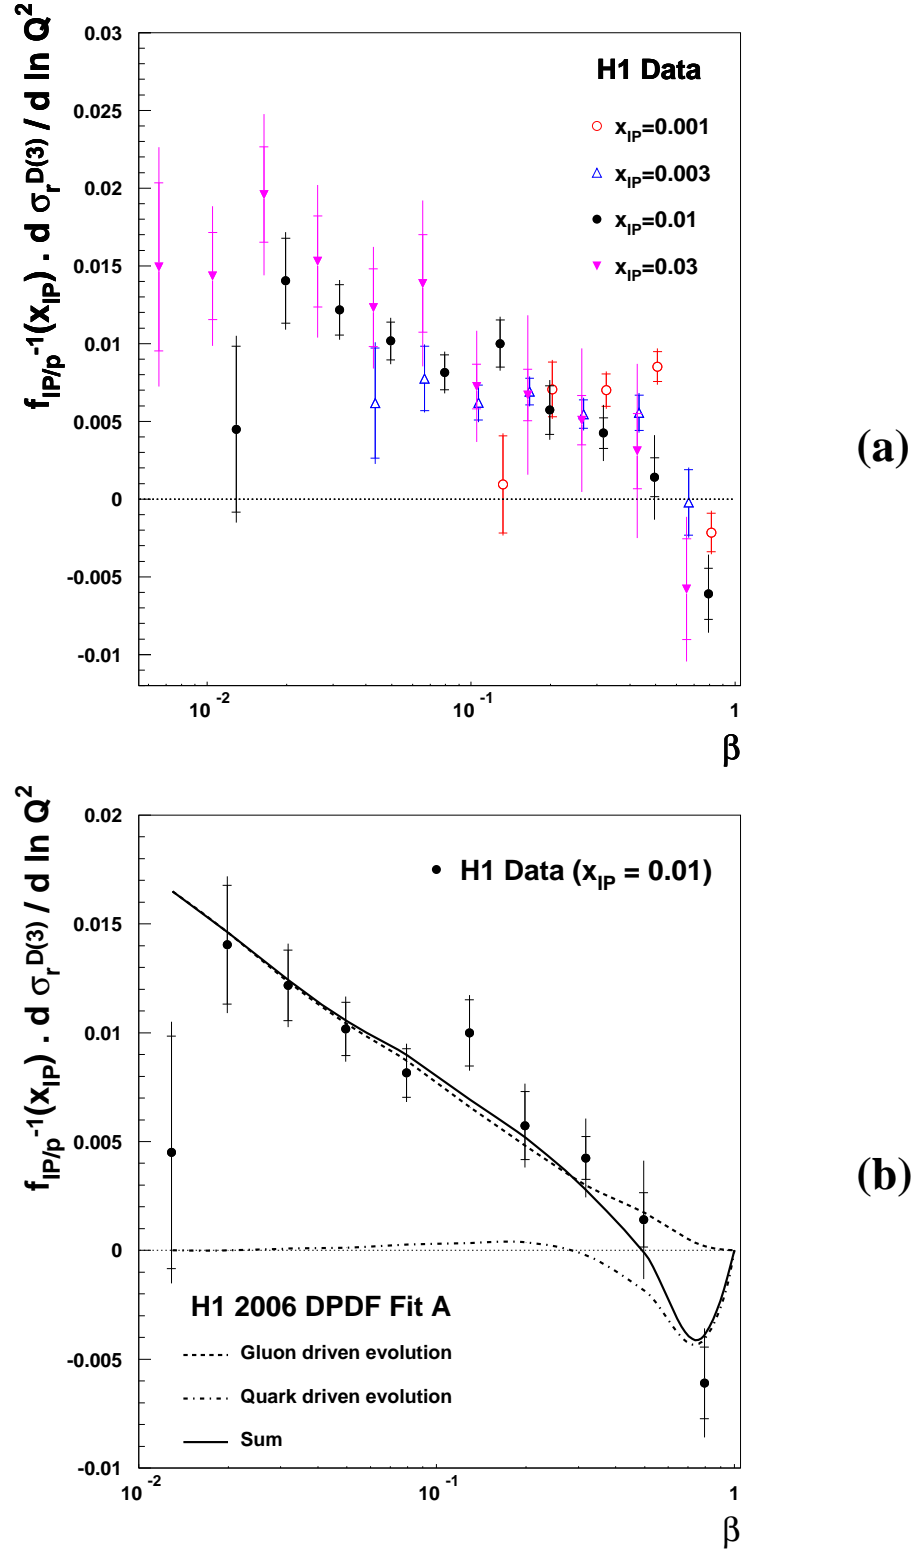 f_IP/p^-1(x_IP) . d σ_r^D(3) / d ln Q^2
0.03
0.025
0.02
0.015
0.01
0.005
0
-0.005
-0.01
H1 Data
x_IP=0.001
x_IP=0.003
x_IP=0.01
x_IP=0.03
(a)
10^-2
10^-1
1
β
f_IP/p^-1(x_IP) . d σ_r^D(3) / d ln Q^2
0.02
0.015
0.01
0.005
0
-0.005
-0.01
H1 Data (x_IP = 0.01)
(b)
H1 2006 DPDF Fit A
Gluon driven evolution
Quark driven evolution
Sum
10^-2
10^-1
1
β